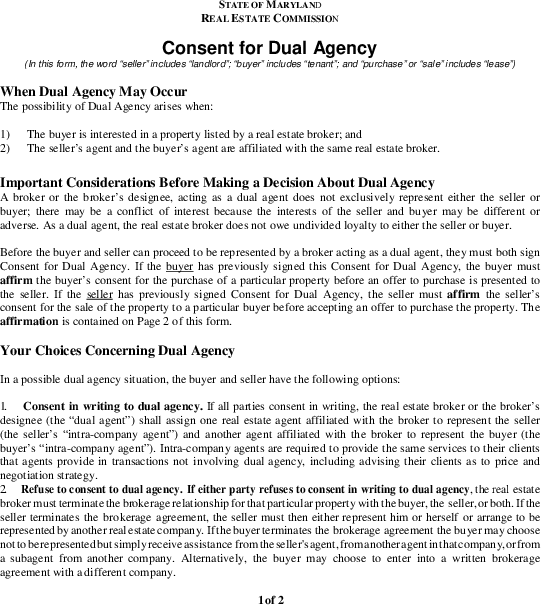 STATE OF MARYLAND
REAL ESTATE COMMISSION
Consent for Dual Agency
(In this form, the word “seller” includes “landlord”; “buyer” includes “tenant”; and “purchase” or “sale” includes “lease”)
When Dual Agency May Occur
The possibility of Dual Agency arises when:
1) The buyer is interested in a property listed by a real estate broker; and
2) The seller’s agent and the buyer’s agent are affiliated with the same real estate broker.
Important Considerations Before Making a Decision About Dual Agency
A broker or the broker’s designee, acting as a dual agent does not exclusively represent either the seller or
buyer; there may be a conflict of interest because the interests of the seller and buyer may be different or
adverse. As a dual agent, the real estate broker does not owe undivided loyalty to either the seller or buyer.
Before the buyer and seller can proceed to be represented by a broker acting as a dual agent, they must both sign
Consent for Dual Agency. If the buyer has previously signed this Consent for Dual Agency, the buyer must
affirm the buyer’s consent for the purchase of a particular property before an offer to purchase is presented to
the seller. If the seller has previously signed Consent for Dual Agency, the seller must affirm the seller’s
consent for the sale of the property to a particular buyer before accepting an offer to purchase the property. The
affirmation is contained on Page 2 of this form.
Your Choices Concerning Dual Agency
In a possible dual agency situation, the buyer and seller have the following options:
1. Consent in writing to dual agency. If all parties consent in writing, the real estate broker or the broker’s
designee (the “dual agent”) shall assign one real estate agent affiliated with the broker to represent the seller
(the seller’s “intra-company agent”) and another agent affiliated with the broker to represent the buyer (the
buyer’s “intra-company agent”). Intra-company agents are required to provide the same services to their clients
that agents provide in transactions not involving dual agency, including advising their clients as to price and
negotiation strategy.
2. Refuse to consent to dual agency. If either party refuses to consent in writing to dual agency, the real estate
broker must terminate the brokerage relationship for that particular property with the buyer, the seller, or both. If the
seller terminates the brokerage agreement, the seller must then either represent him or herself or arrange to be
represented by another real estate company. If the buyer terminates the brokerage agreement the buyer may choose
not to be represented but simply receive assistance from the seller’s agent, from another agent in that company, or from
a subagent from another company. Alternatively, the buyer may choose to enter into a written brokerage
agreement with a different company.
1 of 2